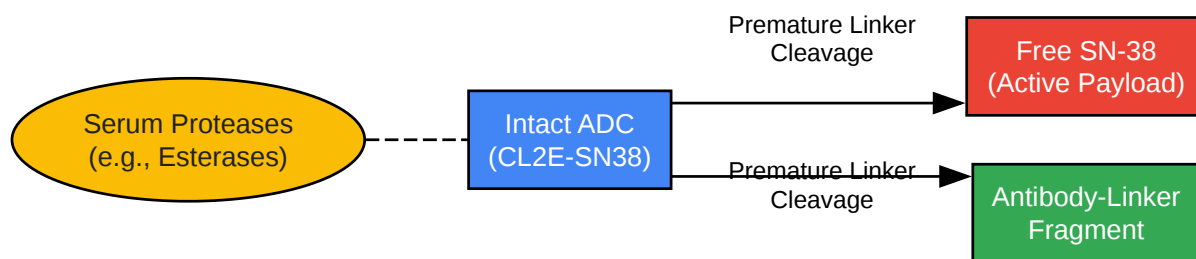 Premature Linker
Cleavage
Free SN-38
(Active Payload)
Serum Proteases
(e.g., Esterases)
Intact ADC
(CL2E-SN38)
Premature Linker
Cleavage
Antibody-Linker
Fragment